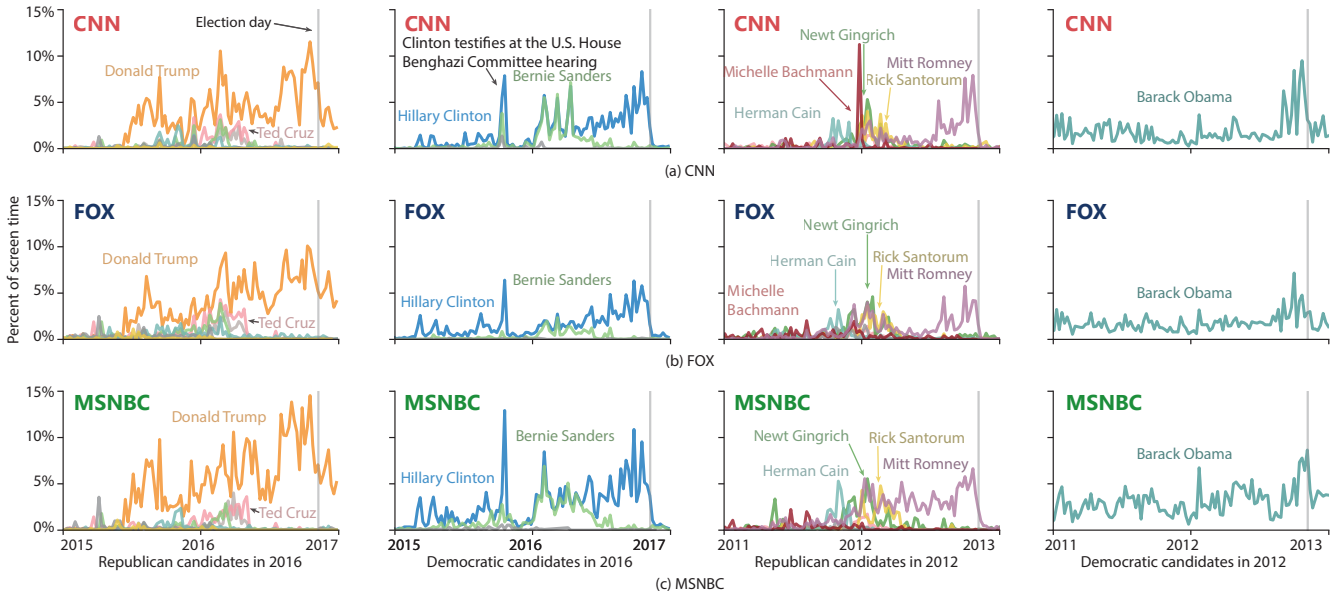 15%
10%
5%
0%
CNN
Election day
Donald Trump
Ted Cruz
CNN
Clinton testifies at the U.S. House
Benghazi Committee hearing
Bernie Sanders
Hillary Clinton
CNN
Newt Gingrich
Michelle Bachmann
Mitt Romney
Rick Santorum
Herman Cain
CNN
Barack Obama
(a) CNN
Percent of screen time
15%
10%
5%
0%
FOX
Donald Trump
Ted Cruz
FOX
Bernie Sanders
Hillary Clinton
FOX
Newt Gingrich
Herman Cain
Rick Santorum
Mitt Romney
Michelle
Bachmann
FOX
Barack Obama
(b) FOX
15%
10%
5%
0%
MSNBC
Donald Trump
Ted Cruz
2015
2016
2017
Republican candidates in 2016
MSNBC
Bernie Sanders
Hillary Clinton
2015
2016
2017
Democratic candidates in 2016
MSNBC
Newt Gingrich
Rick Santorum
Herman Cain
Mitt Romney
2011
2012
2013
Republican candidates in 2012
MSNBC
Barack Obama
2011
2012
2013
Democratic candidates in 2012
(c) MSNBC